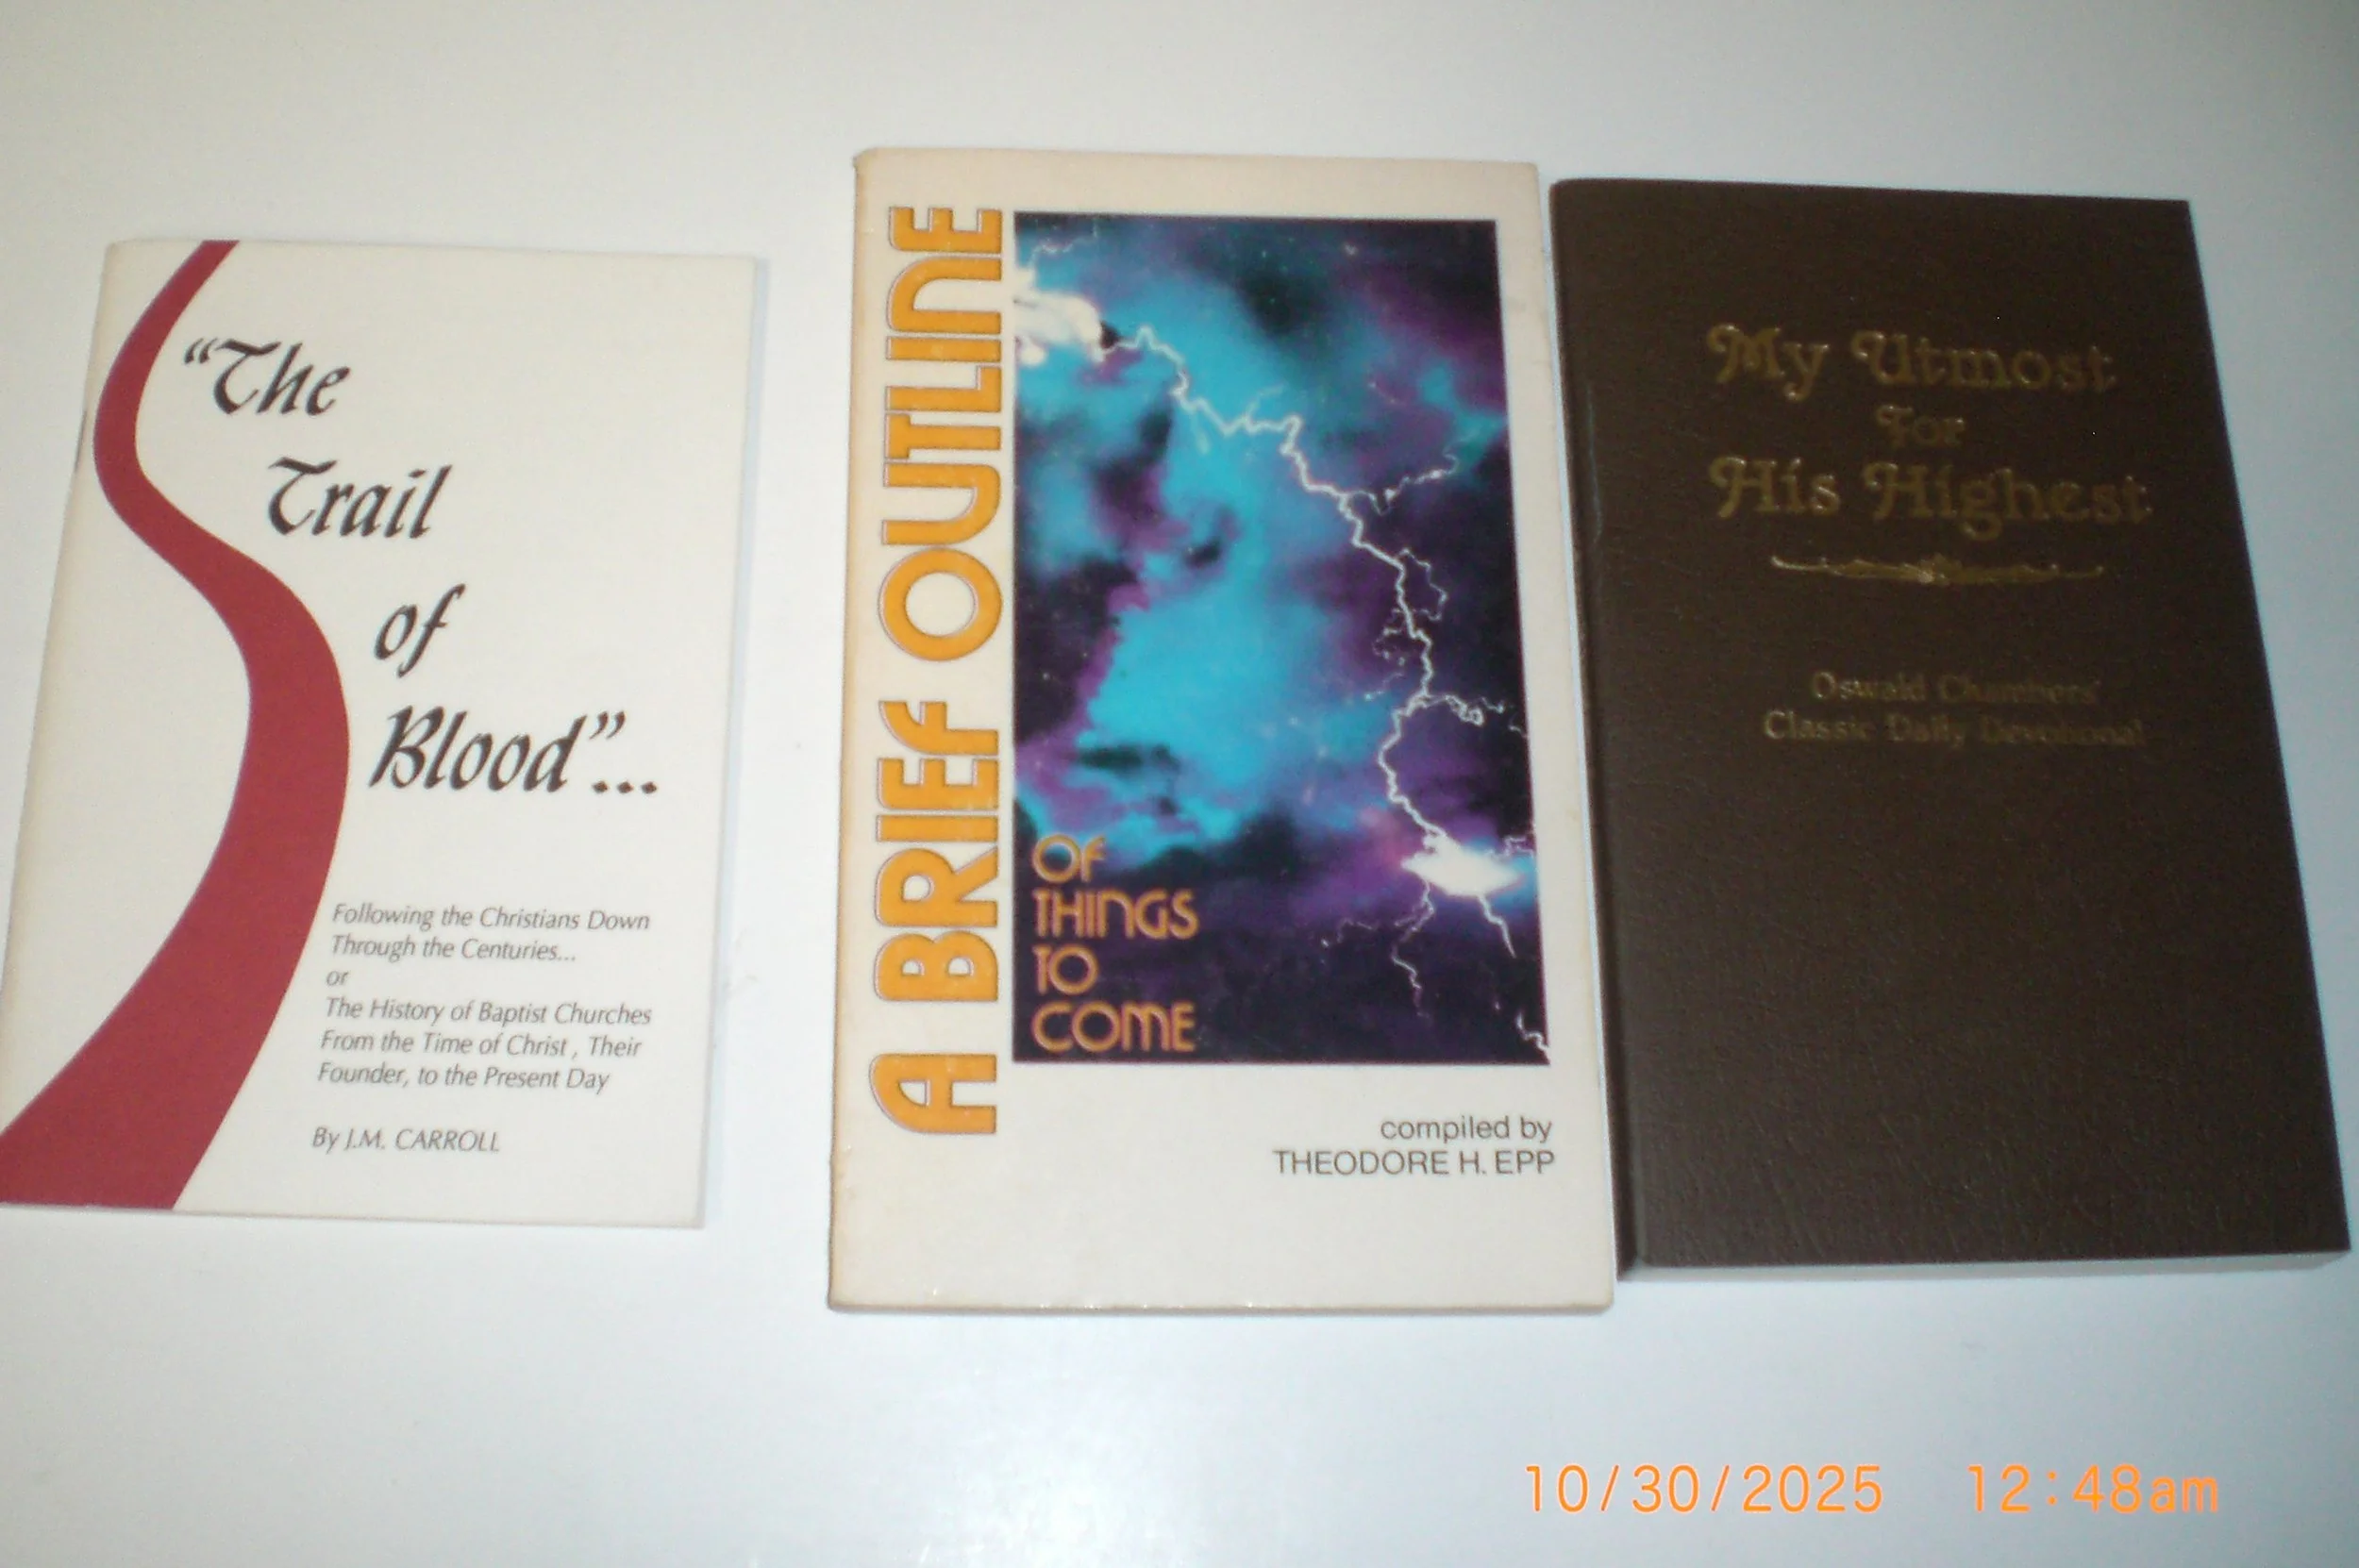 "The
Trail
of
Blood"...
Following the Christians Down
Through the Centuries...
or
The History of Baptist Churches
From the Time of Christ, Their
Founder, to the Present Day
By J.M. CARROLL
A BRIEF OUTLINE
OF
THINGS
TO
COME
compiled by
THEODORE H. EPP
My Utmost
For
His Highest
Oswald Chambers'
Classic Daily Devotional
10/30/2025 12:48am